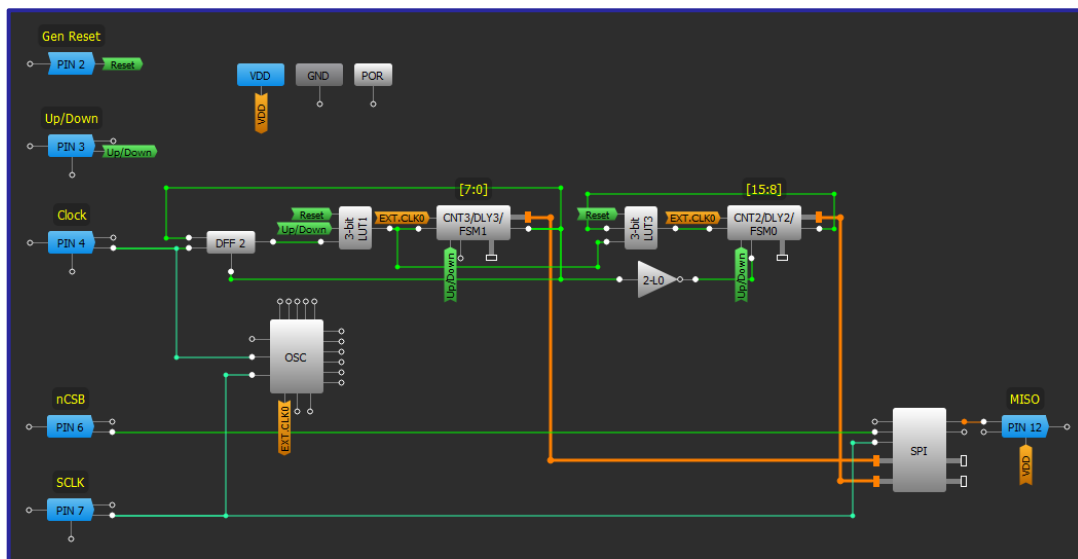 Gen Reset
PIN 2
Reset
VDD
GND
POR
VDD
Up/Down
PIN 3
Up/Down
[7:0]
[15:8]
Clock
PIN 4
DFF 2
Reset
Up/Down
3-bit
LUT1
EXT.CLK0
CNT3/DLY3/
FSM1
Up/Down
Reset
3-bit
LUT3
EXT.CLK0
CNT2/DLY2/
FSM0
Up/Down
2-L0
OSC
EXT.CLK0
nCSB
PIN 6
SPI
MISO
PIN 12
VDD
SCLK
PIN 7